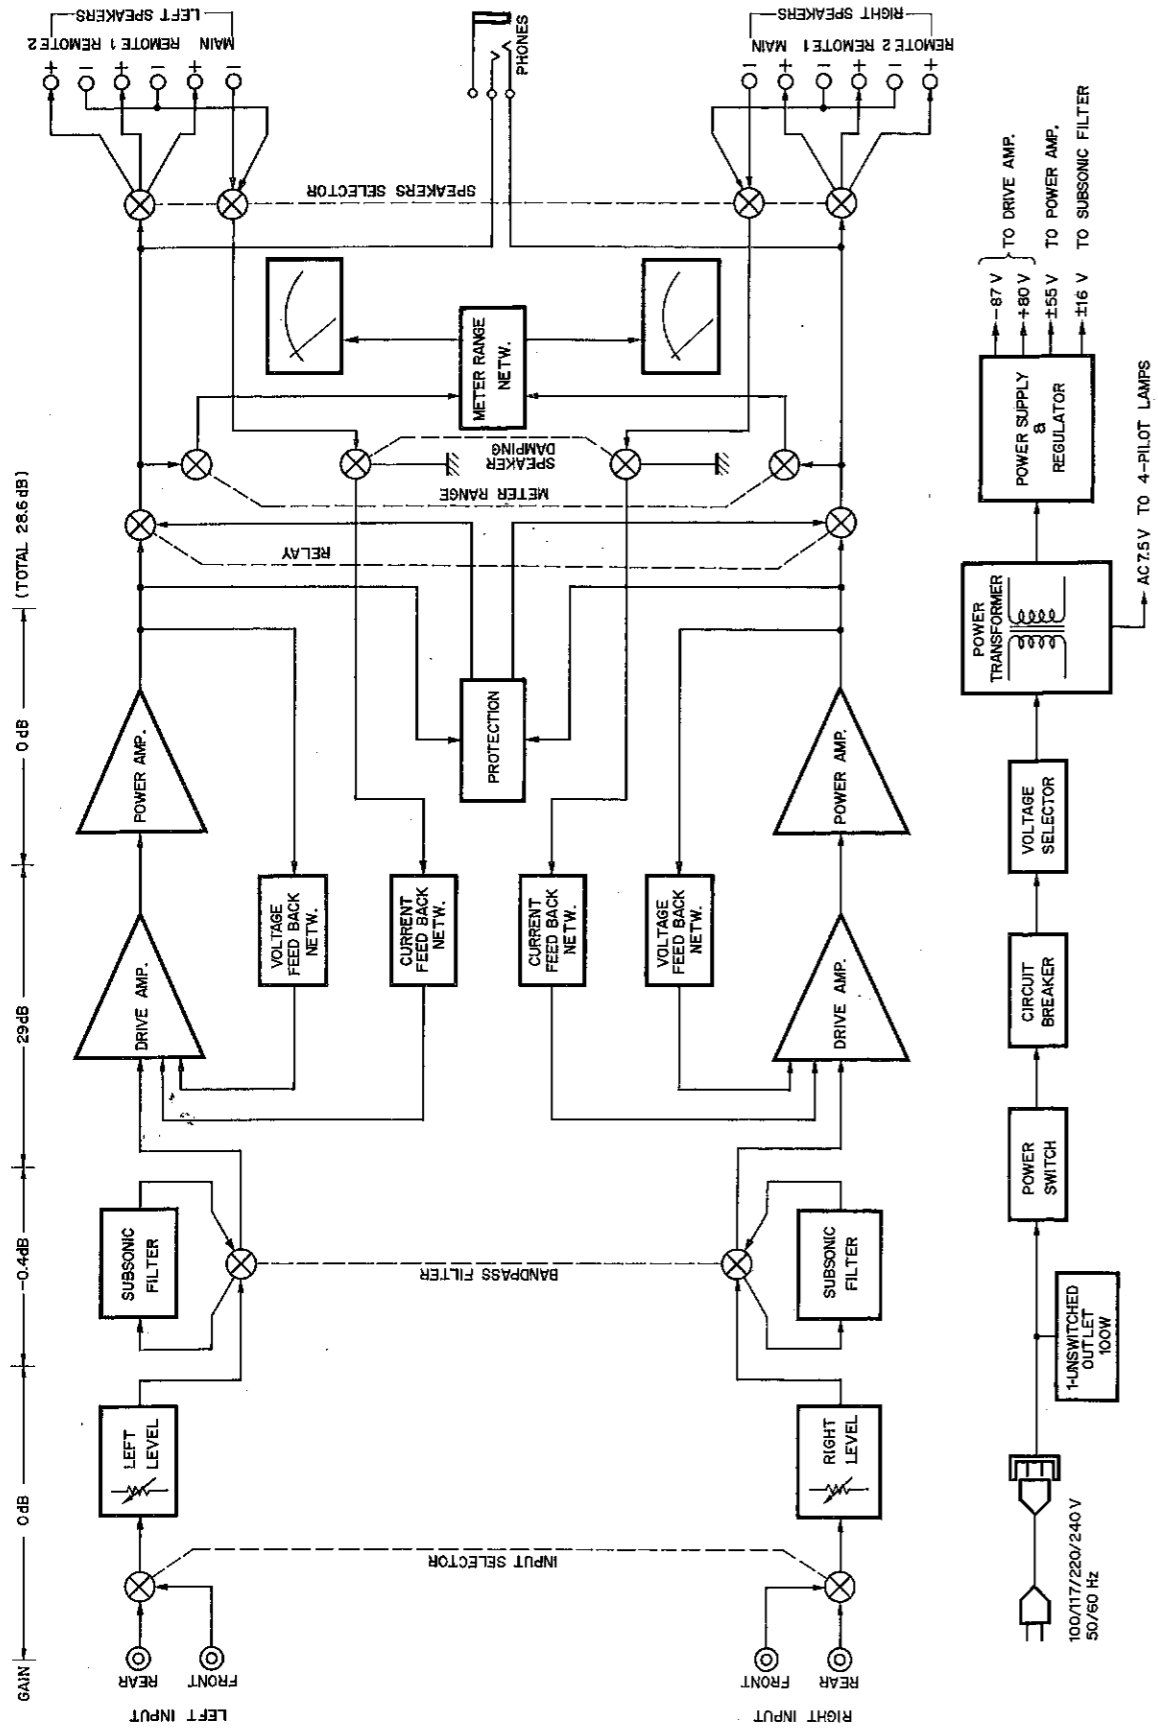 GAIN
0 dB
-0.4dB
29dB
0 dB
(TOTAL 28.6 dB)
LEFT INPUT
REAR
FRONT
LEFT
LEVEL
SUBSONIC
FILTER
DRIVE AMP.
POWER AMP.
VOLTAGE
FEED BACK
NETW.
CURRENT
FEED BACK
NETW.
LEFT SPEAKERS
REMOTE 2
REMOTE 1
MAIN
+
-
+
-
+
-
PHONES
INPUT SELECTOR
BANDPASS FILTER
PROTECTION
RELAY
METER RANGE
SPEAKER
DAMPING
METER RANGE
NETW.
SPEAKERS SELECTOR
RIGHT INPUT
FRONT
REAR
RIGHT
LEVEL
SUBSONIC
FILTER
CURRENT
FEED BACK
NETW.
VOLTAGE
FEED BACK
NETW.
DRIVE AMP.
POWER AMP.
RIGHT SPEAKERS
MAIN
REMOTE 1
REMOTE 2
-
+
-
+
-
+
100/117/220/240 V
50/60 Hz
1-UNSWITCHED
OUTLET
100W
POWER
SWITCH
CIRCUIT
BREAKER
VOLTAGE
SELECTOR
POWER
TRANSFORMER
AC 7.5V TO 4-PILOT LAMPS
POWER SUPPLY
&
REGULATOR
-87 V
+80V
TO DRIVE AMP.
±55V TO POWER AMP.
±16 V TO SUBSONIC FILTER